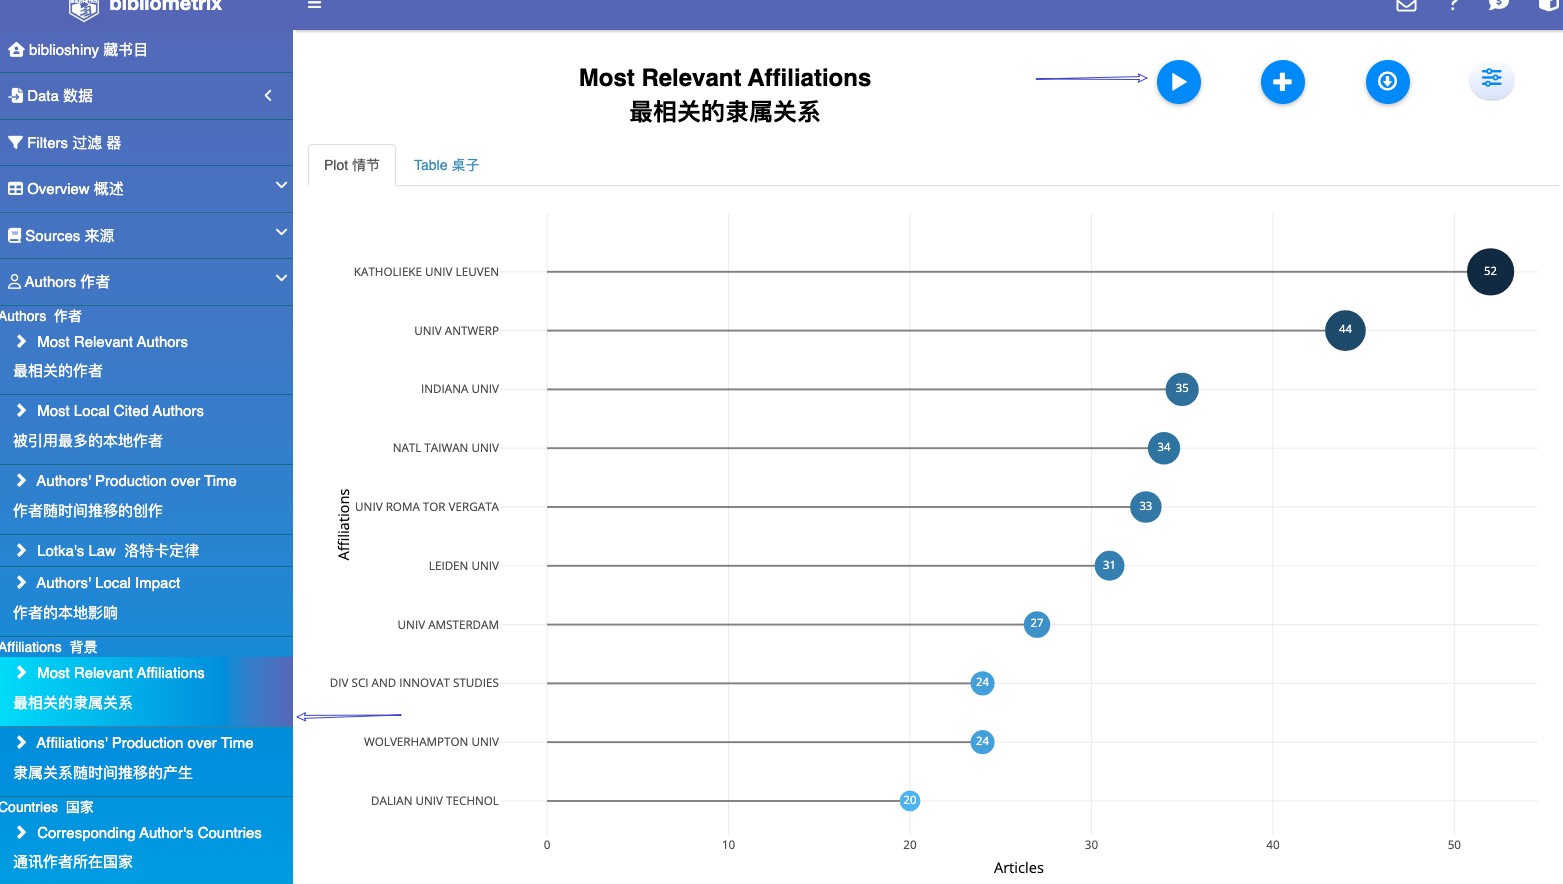 bibliometrix
biblioshiny 藏书目
Data 数据
Filters 过滤 器
Overview 概述
Sources 来源
Authors 作者
Authors 作者
Most Relevant Authors
最相关的作者
Most Local Cited Authors
被引用最多的本地作者
Authors' Production over Time
作者随时间推移的创作
Lotka's Law 洛特卡定律
Authors' Local Impact
作者的本地影响
Affiliations 背景
Most Relevant Affiliations
最相关的隶属关系
Affiliations' Production over Time
隶属关系随时间推移的产生
Countries 国家
Corresponding Author's Countries
通讯作者所在国家
Most Relevant Affiliations
最相关的隶属关系
Plot 情节
Table 桌子
Affiliations
KATHOLIEKE UNIV LEUVEN 52
UNIV ANTWERP 44
INDIANA UNIV 35
NATL TAIWAN UNIV 34
UNIV ROMA TOR VERGATA 33
LEIDEN UNIV 31
UNIV AMSTERDAM 27
DIV SCI AND INNOVAT STUDIES 24
WOLVERHAMPTON UNIV 24
DALIAN UNIV TECHNOL 20
0 10 20 30 40 50
Articles